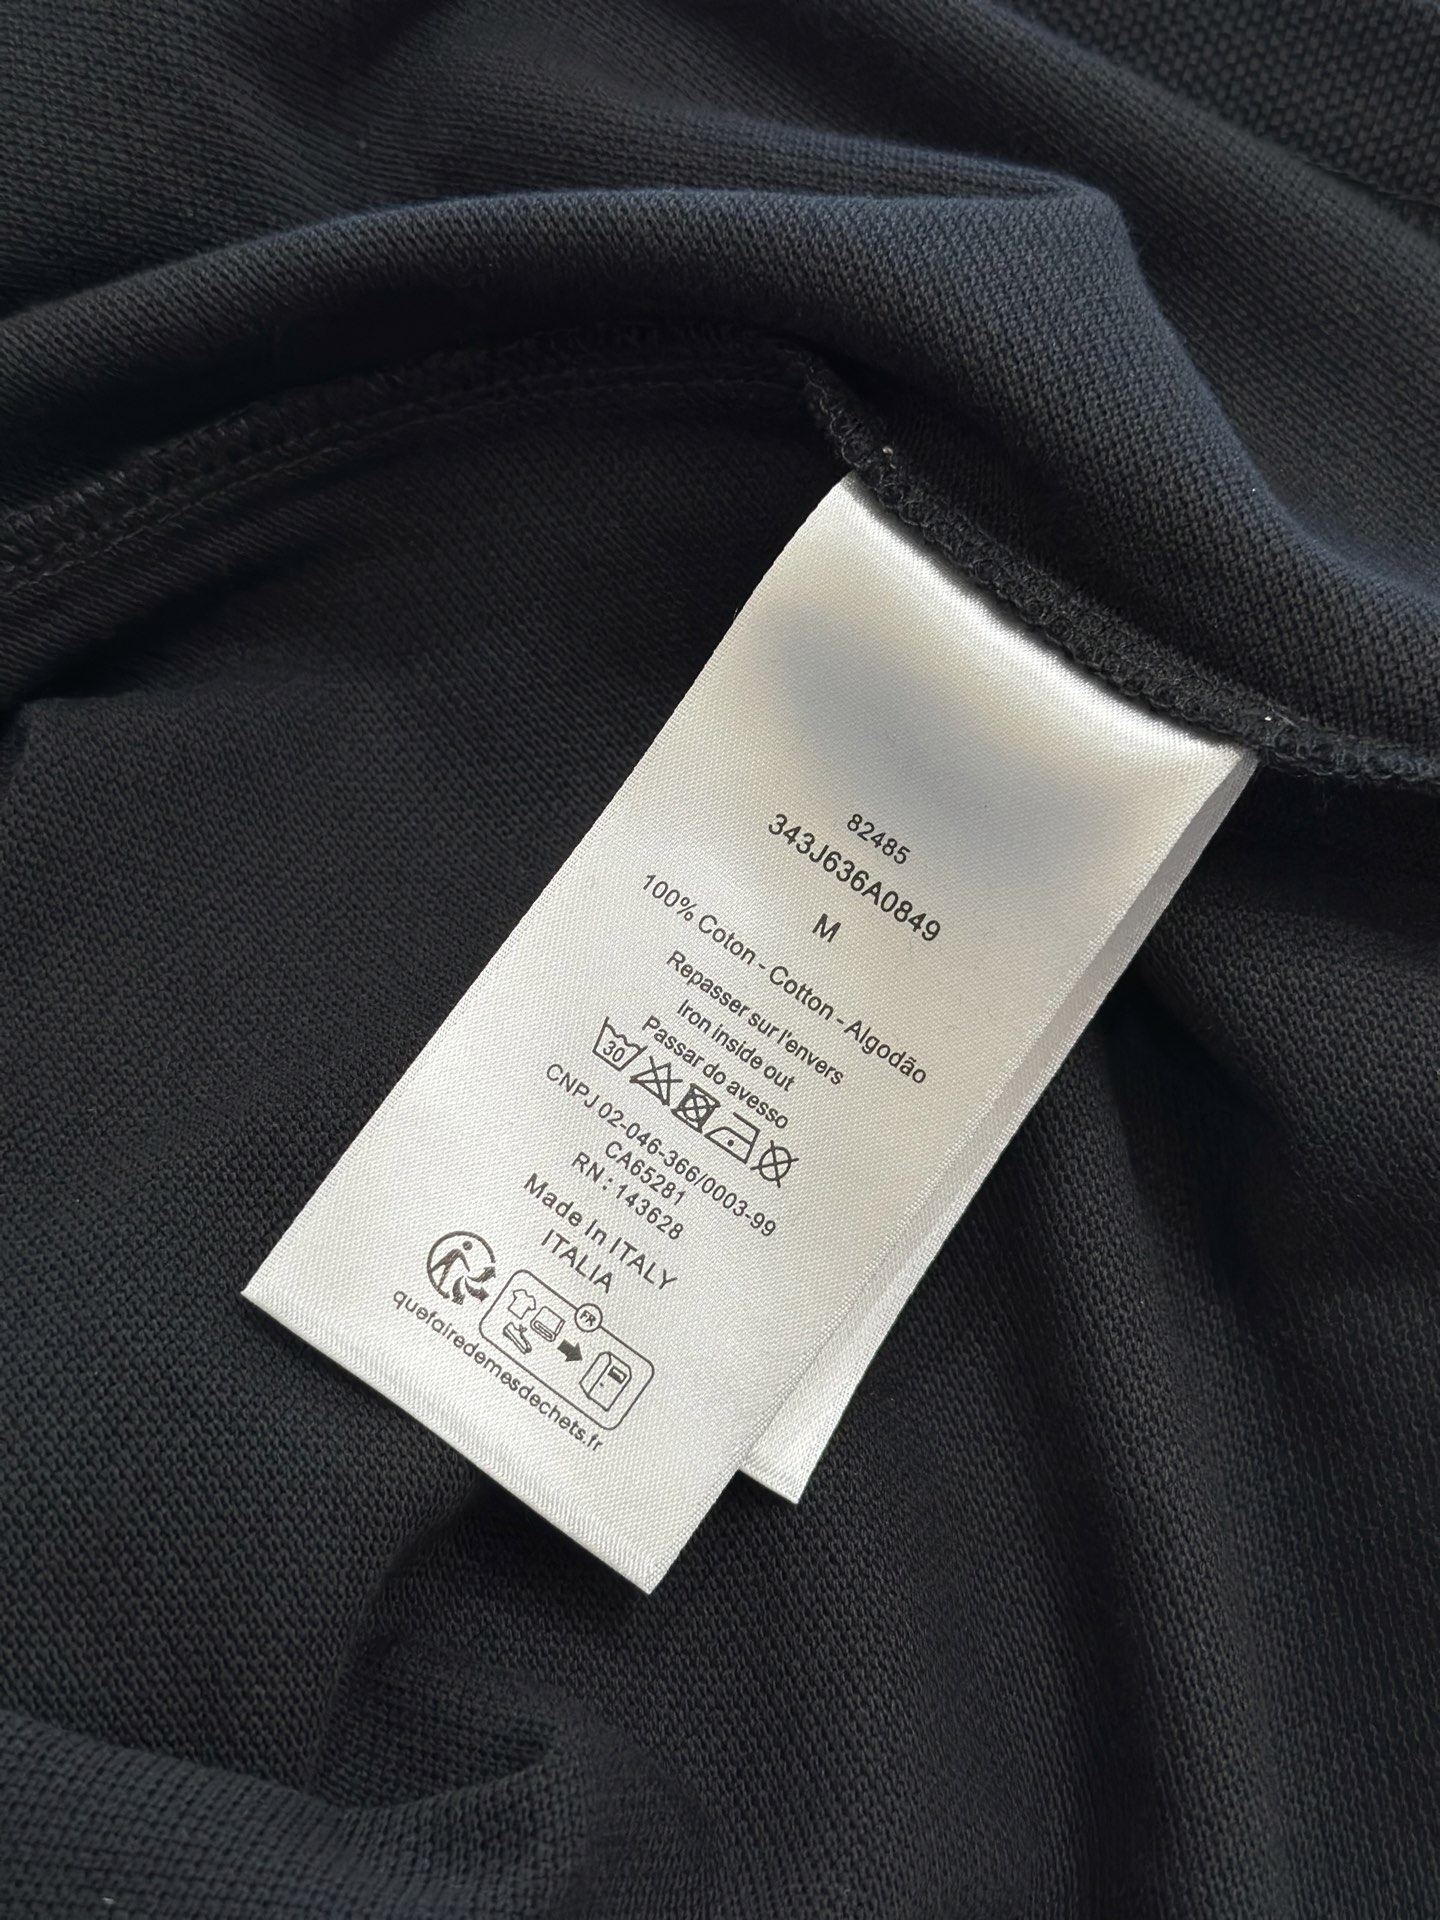 82485
343J636A0849
M
100% Coton - Cotton - Algodão
Repasser sur l'envers
Iron inside out
Passar do avesso
30
CNPJ 02-046-366/0003-99
CA65281
RN : 143628
Made In ITALY
ITALIA
FR
quefairedemesdechets.fr